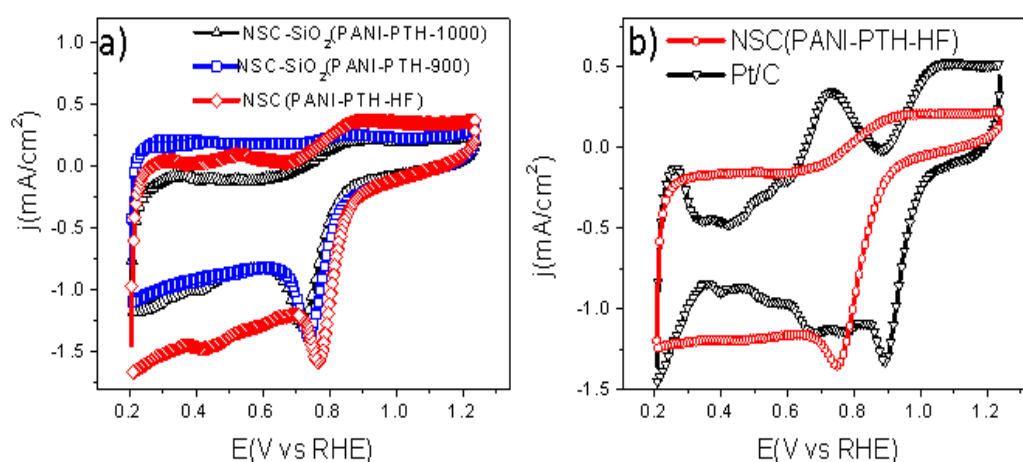 a)
NSC-SiO2(PANI-PTH-1000)
NSC-SiO2(PANI-PTH-900)
NSC(PANI-PTH-HF)
1.0
0.5
0.0
-0.5
-1.0
-1.5
j(mA/cm²)
0.2 0.4 0.6 0.8 1.0 1.2
E(V vs RHE)
b)
NSC(PANI-PTH-HF)
Pt/C
0.5
0.0
-0.5
-1.0
-1.5
j(mA/cm²)
0.2 0.4 0.6 0.8 1.0 1.2
E(V vs RHE)